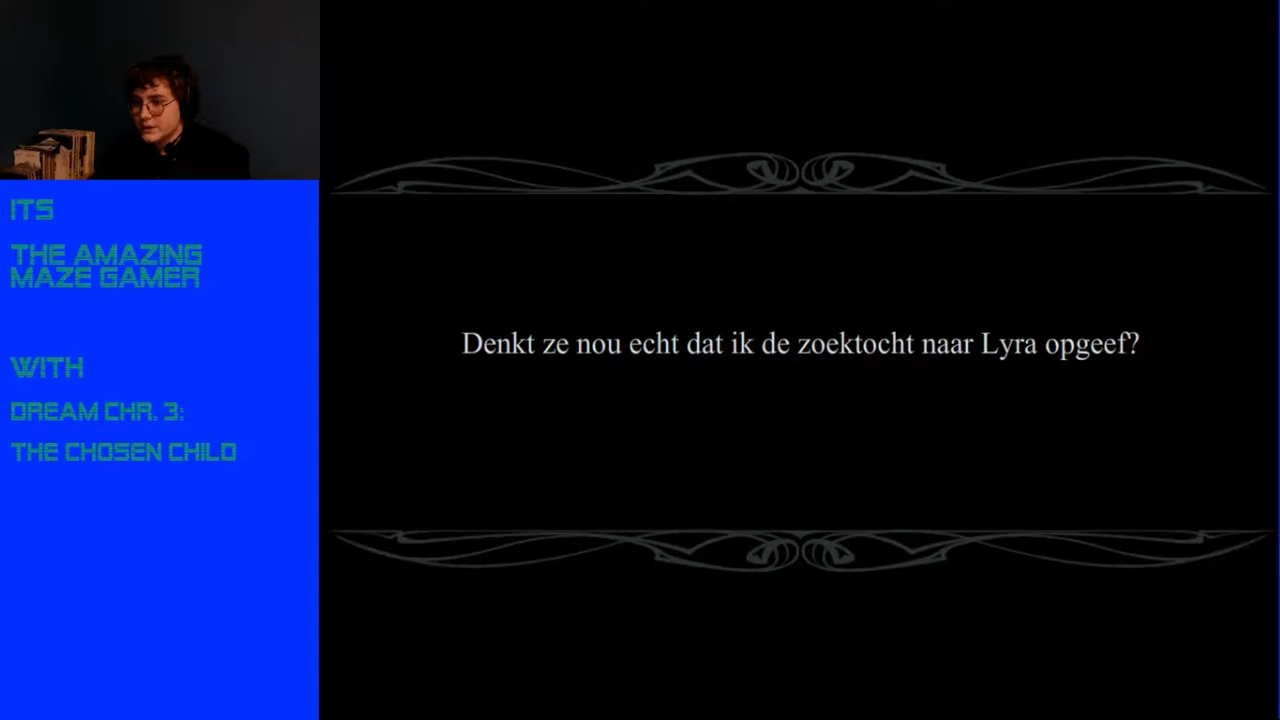 ITS
THE AMAZING
MAZE GAMER
WITH
DREAM CHR. 3:
THE CHOSEN CHILD
Denkt ze nou echt dat ik de zoektocht naar Lyra opgeef?